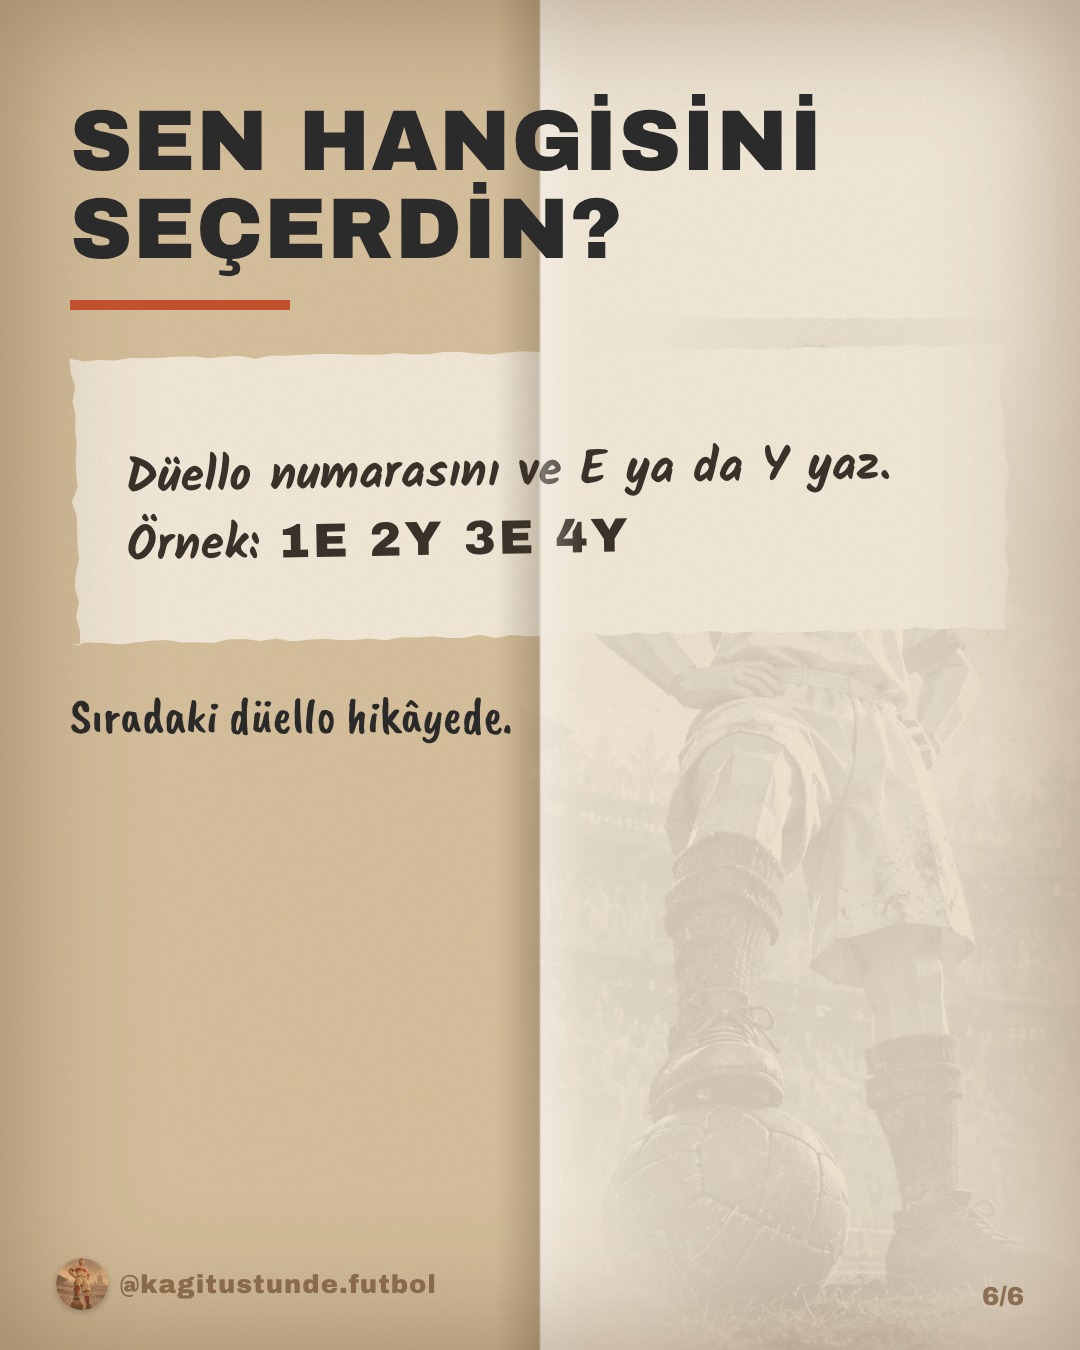 SEN HANGİSİNİ
SEÇERDİN?
Düello numarasını ve E ya da Y yaz.
Örnek: 1E 2Y 3E 4Y
Sıradaki düello hikâyede.
@kagitustunde.futbol
6/6